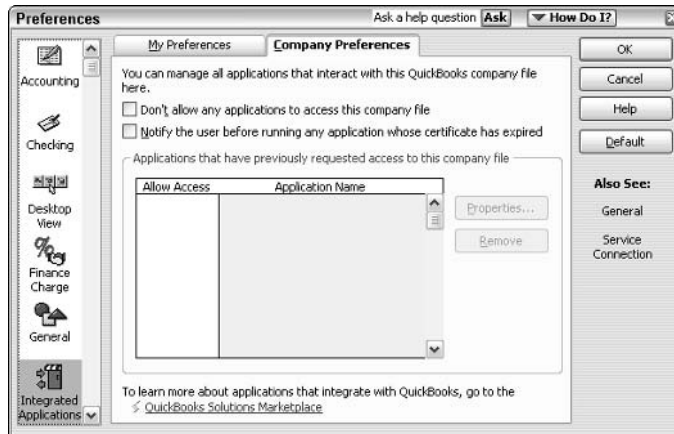 Preferences
Ask a help question Ask
How Do I?
Accounting
Checking
Desktop
View
Finance
Charge
General
Integrated
Applications
My Preferences
Company Preferences
You can manage all applications that interact with this QuickBooks company file
here.
Don't allow any applications to access this company file
Notify the user before running any application whose certificate has expired
Applications that have previously requested access to this company file
Allow Access
Application Name
Properties...
Remove
To learn more about applications that integrate with QuickBooks, go to the
QuickBooks Solutions Marketplace
OK
Cancel
Help
Default
Also See:
General
Service
Connection